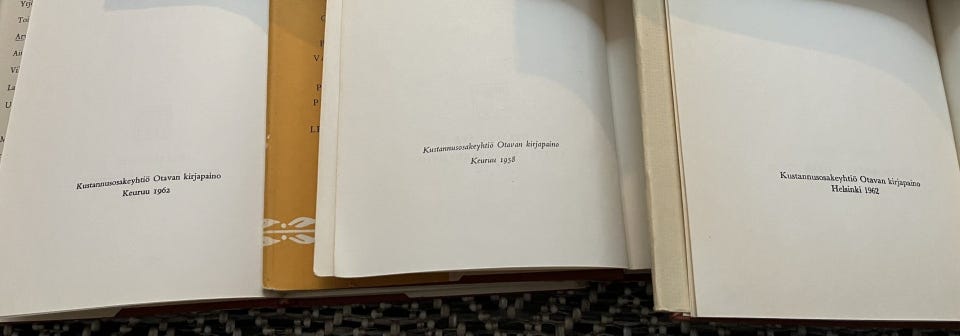 Kustannusosakeyhtiö Otavan kirjapaino
Keuruu 1962
Kustannusosakeyhtiö Otavan kirjapaino
Keuruu 1958
Kustannusosakeyhtiö Otavan kirjapaino
Helsinki 1962